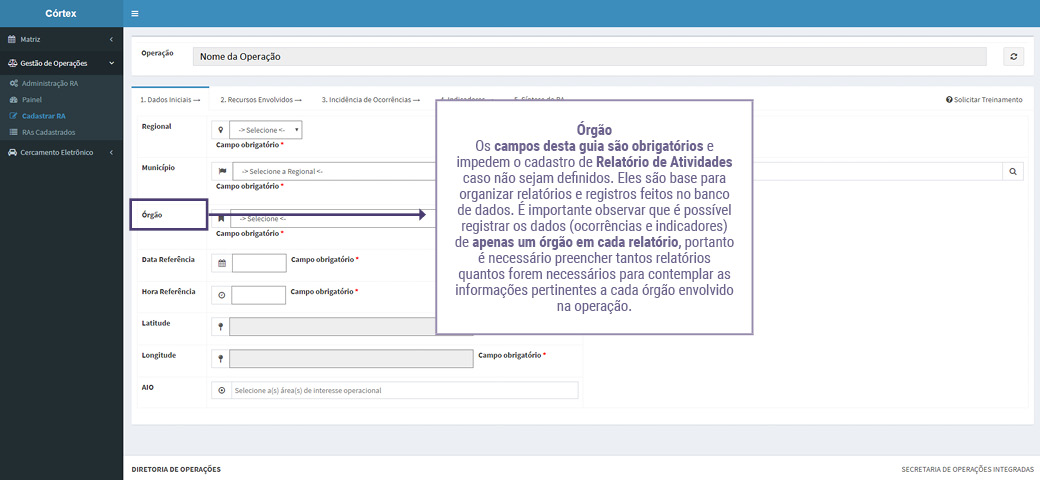 Córtex
Matriz
Gestão de Operações
Administração RA
Painel
Cadastrar RA
RAs Cadastrados
Cercamento Eletrônico
Operação
Nome da Operação
1. Dados Iniciais → 2. Recursos Envolvidos → 3. Incidência de Ocorrências → 4. Indicadores 5. Síntese do RA
Solicitar Treinamento
Regional
-> Selecione <-
Campo obrigatório *
Município
-> Selecione a Regional <-
Campo obrigatório *
Órgão
-> Selecione <-
Campo obrigatório *
Data Referência
Campo obrigatório *
Hora Referência
Campo obrigatório *
Latitude
Longitude
Campo obrigatório *
AIO
Selecione a(s) área(s) de interesse operacional
Órgão
Os campos desta guia são obrigatórios e
impedem o cadastro de Relatório de Atividades
caso não sejam definidos. Eles são base para
organizar relatórios e registros feitos no banco
de dados. É importante observar que é possível
registrar os dados (ocorrências e indicadores)
de apenas um órgão em cada relatório, portanto
é necessário preencher tantos relatórios
quantos forem necessários para contemplar as
informações pertinentes a cada órgão envolvido
na operação.
DIRETORIA DE OPERAÇÕES
SECRETARIA DE OPERAÇÕES INTEGRADAS